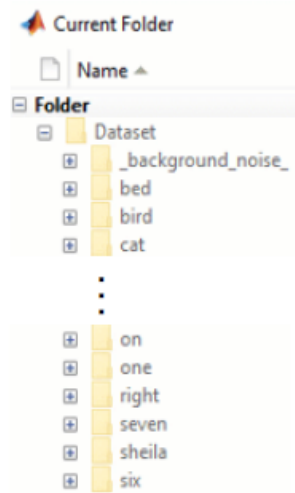 Current Folder
Name
Folder
Dataset
_background_noise_
bed
bird
cat
on
one
right
seven
sheila
six